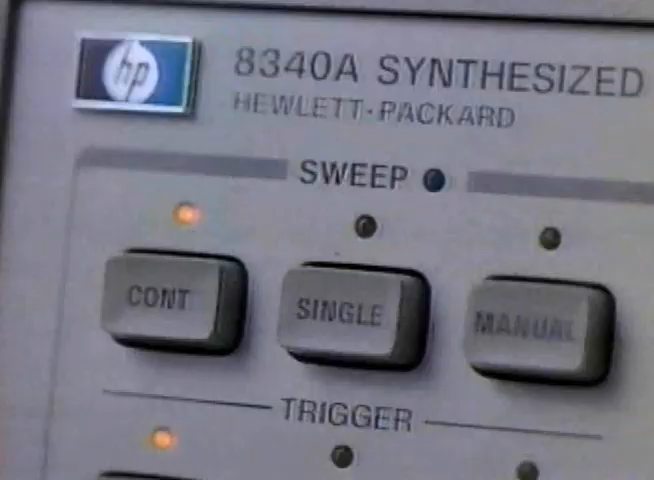 hp
8340A SYNTHESIZED
HEWLETT·PACKARD
SWEEP
CONT SINGLE MANUAL
TRIGGER